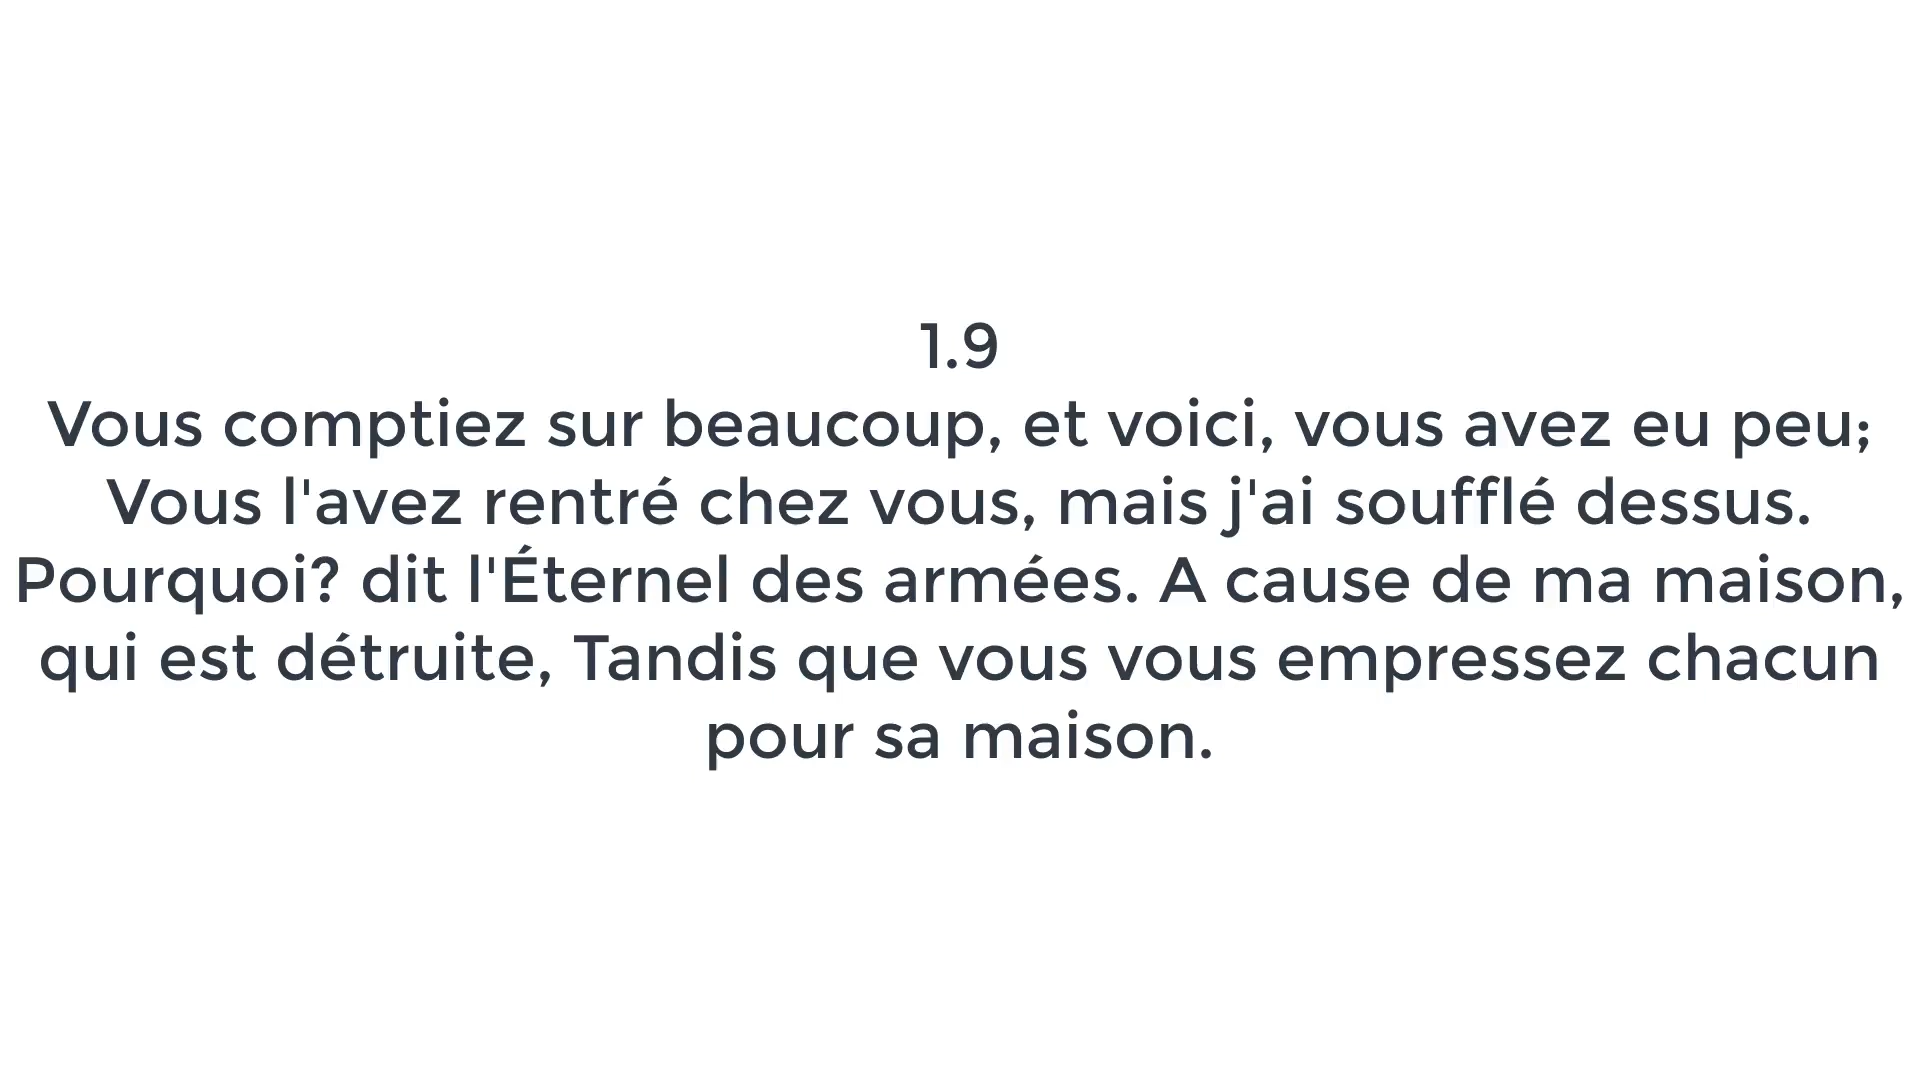 1.9
Vous comptiez sur beaucoup, et voici, vous avez eu peu;
Vous l'avez rentré chez vous, mais j'ai soufflé dessus.
Pourquoi? dit l'Éternel des armées. A cause de ma maison,
qui est détruite, Tandis que vous vous empressez chacun
pour sa maison.